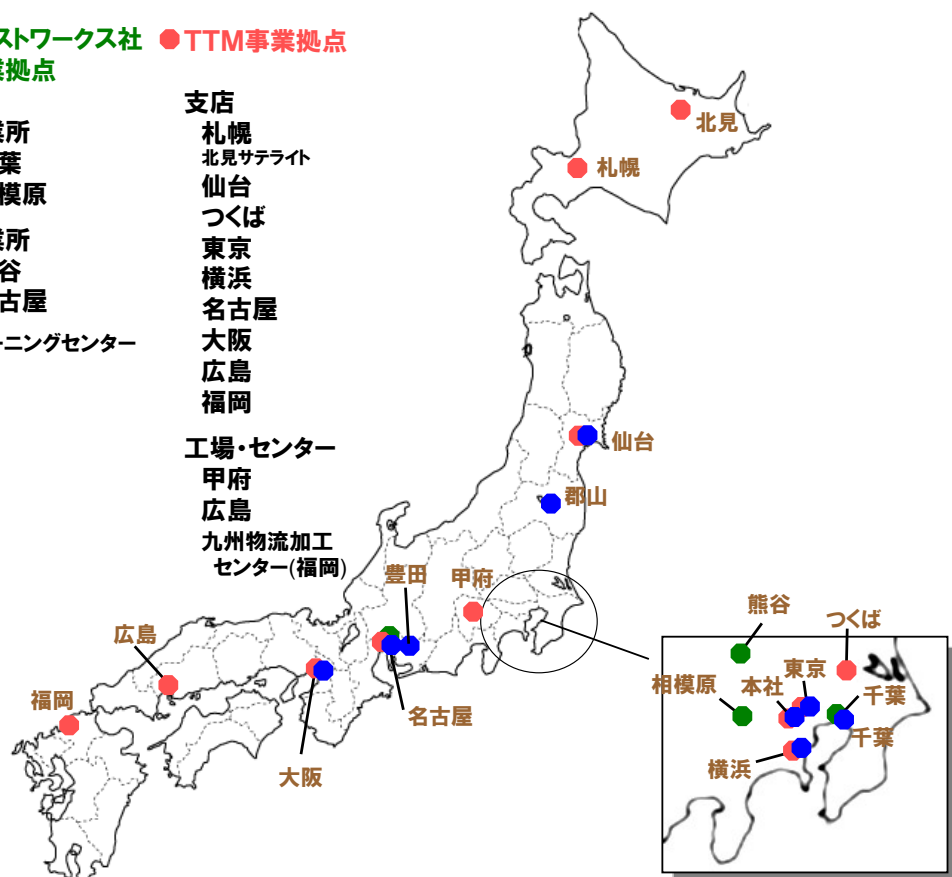 ストワークス社
業拠点
業所
葉
模原
業所
谷
古屋
ーニングセンター
TTM事業拠点
支店
札幌
北見サテライト
仙台
つくば
東京
横浜
名古屋
大阪
広島
福岡
工場・センター
甲府
広島
九州物流加工
センター(福岡)
北見
札幌
仙台
郡山
豊田
甲府
広島
福岡
名古屋
大阪
熊谷
つくば
相模原
本社
東京
千葉
千葉
横浜